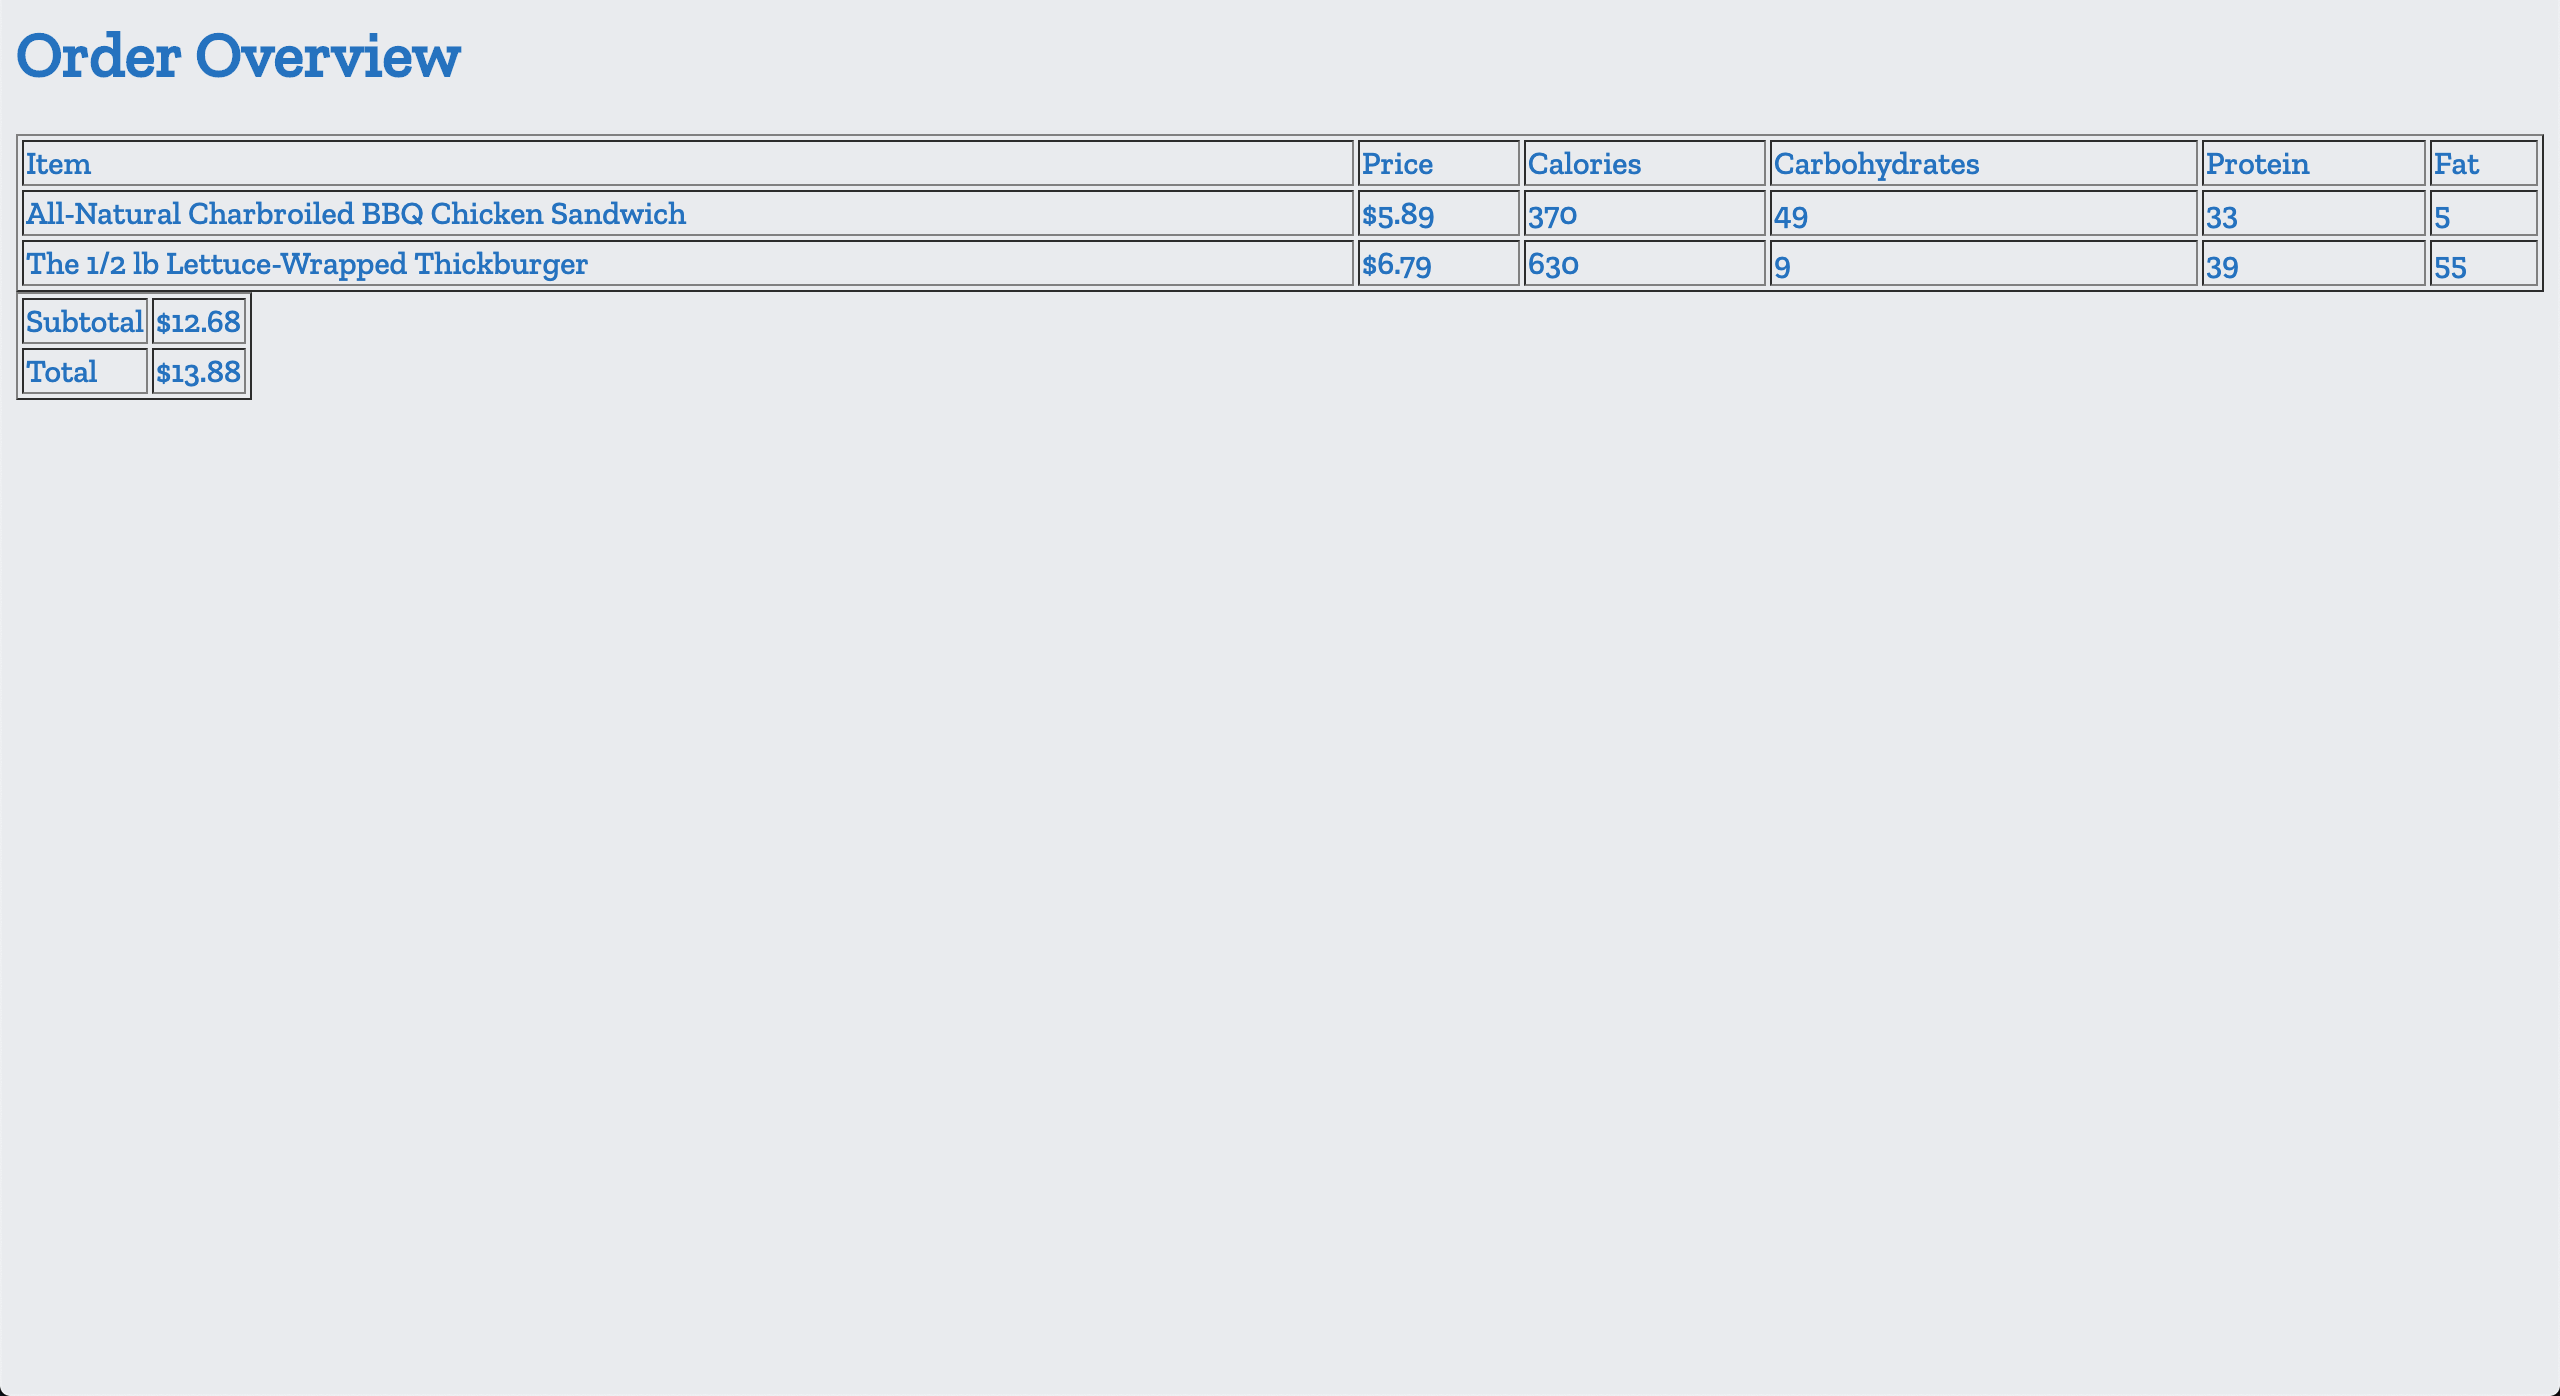 Order Overview
Item Price Calories Carbohydrates Protein Fat
All-Natural Charbroiled BBQ Chicken Sandwich $5.89 370 49 33 5
The 1/2 lb Lettuce-Wrapped Thickburger $6.79 630 9 39 55
Subtotal $12.68
Total $13.88